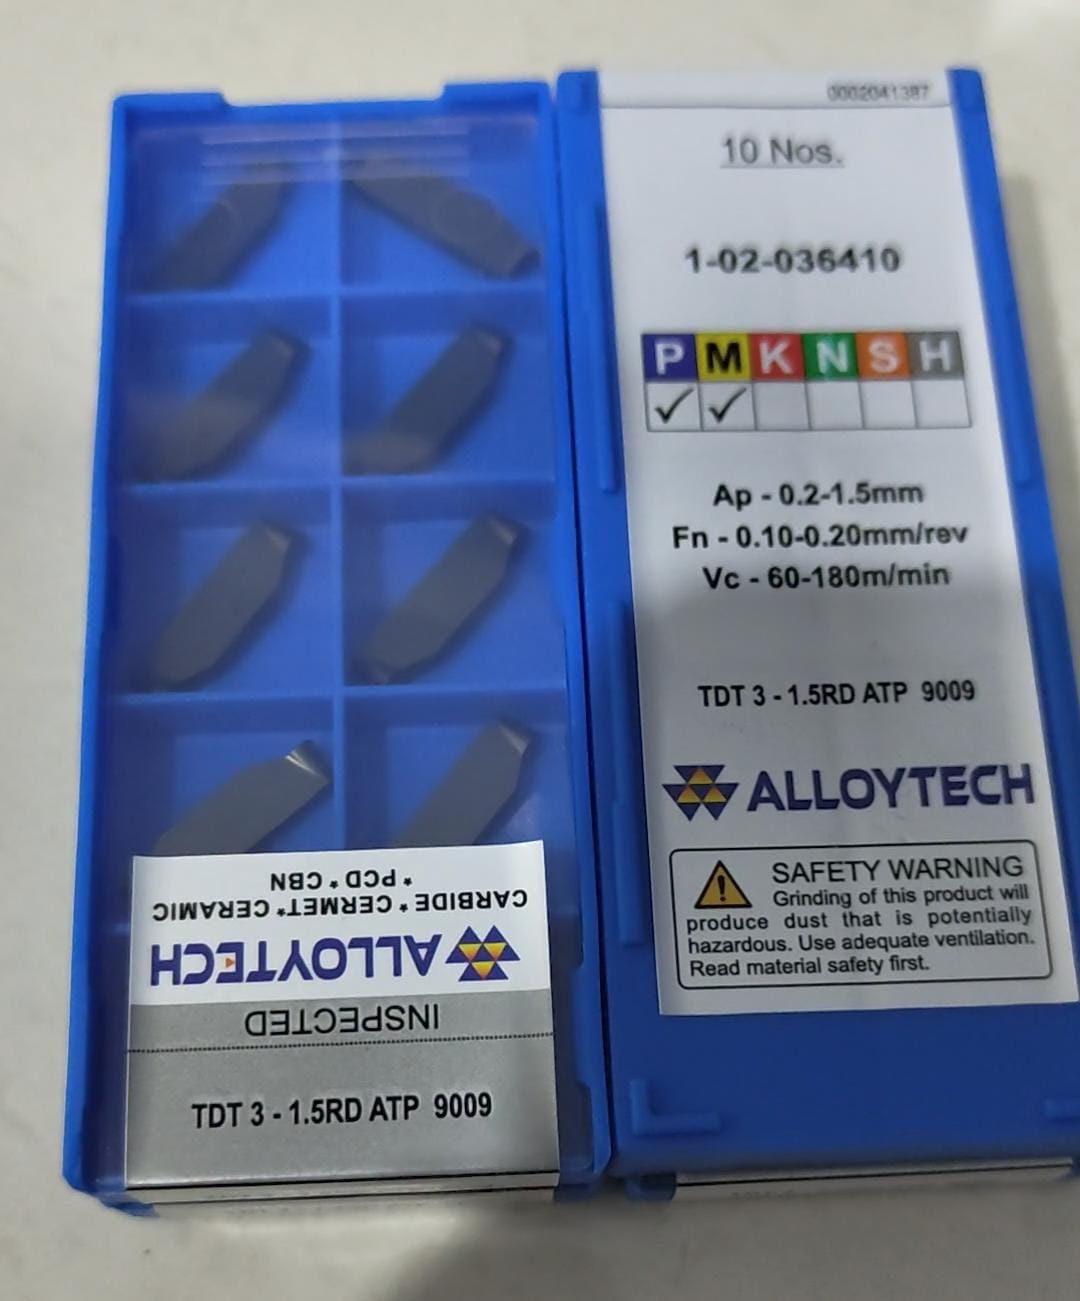 CARBIDE * CERMET* CERAMIC
* PCD * CBN
ALLOYTECH
INSPECTED
TDT 3 - 1.5RD ATP 9009
0002041387
10 Nos.
1-02-036410
P M K N S H
✓ ✓
Ap - 0.2-1.5mm
Fn - 0.10-0.20mm/rev
Vc - 60-180m/min
TDT 3 - 1.5RD ATP 9009
ALLOYTECH
SAFETY WARNING
Grinding of this product will
produce dust that is potentially
hazardous. Use adequate ventilation.
Read material safety first.